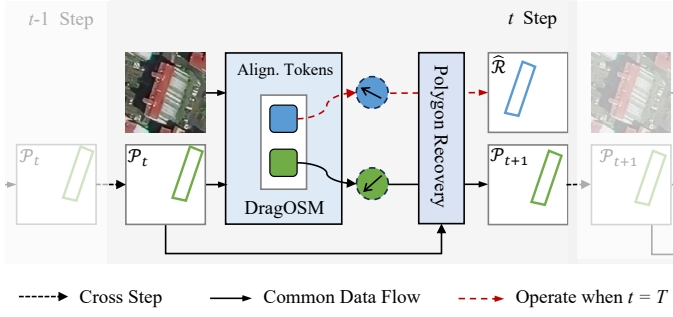 t-1 Step
t Step
Align. Tokens
DragOSM
Polygon Recovery
𝒫t
𝒫t
ℛ̂
𝒫t+1
𝒫t+1
Cross Step
Common Data Flow
Operate when t = T